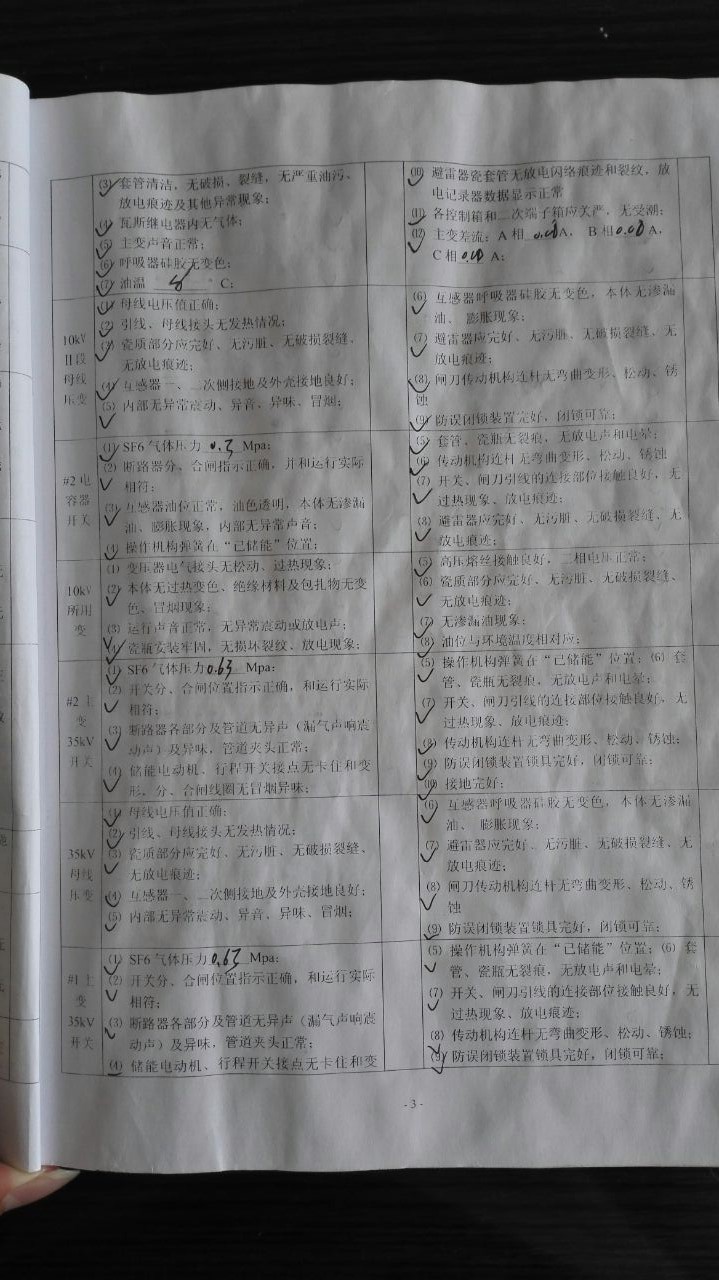 (3) 套管清洁，无破损、裂缝，无严重油污、
放电痕迹及其他异常现象；
(4) 瓦斯继电器内无气体；
(5) 主变声音正常；
(6) 呼吸器硅胶无变色；
(7) 油温 °C；
(10) 避雷器瓷套管无放电闪络痕迹和裂纹，放
电记录器数据显示正常
(11) 各控制箱和二次端子箱应关严，无受潮；
(12) 主变差流：A 相 0.00 A， B 相 0.00 A，
C 相 0.00 A；
10kV
II 段
母线
压变
(1) 母线电压值正确；
(2) 引线、母线接头无发热情况；
(3) 瓷质部分应完好、无污脏、无破损裂缝、
无放电痕迹；
(4) 互感器一、二次侧接地及外壳接地良好；
(5) 内部无异常震动、异音、异味、冒烟；
(6) 互感器呼吸器硅胶无变色，本体无渗漏
油、 膨胀现象；
(7) 避雷器应完好、无污脏、无破损裂缝、无
放电痕迹；
(8) 闸刀传动机构连杆无弯曲变形、松动、锈
蚀
(9) 防误闭锁装置完好，闭锁可靠；
#2 电
容器
开关
(1) SF6 气体压力 0.5 Mpa；
(2) 断路器分、合闸指示正确，并和运行实际
相符；
(3) 互感器油位正常，油色透明，本体无渗漏
油、膨胀现象，内部无异常声音；
(4) 操作机构弹簧在“已储能”位置；
(5) 套管、瓷瓶无裂痕，无放电声和电晕；
(6) 传动机构连杆无弯曲变形、松动、锈蚀
(7) 开关、闸刀引线的连接部位接触良好，无
过热现象、放电痕迹；
(8) 避雷器应完好、无污脏、无破损裂缝、无
放电痕迹；
10kV
所用
变
(1) 变压器电气接头无松动、过热现象；
(2) 本体无过热变色、绝缘材料及包扎物无变
色、冒烟现象；
(3) 运行声音正常，无异常震动或放电声；
(4) 瓷瓶安装牢固，无损坏裂纹、放电现象；
(5) 高压熔丝接触良好，二相电压正常；
(6) 瓷质部分应完好、无污脏、无破损裂缝、
无放电痕迹；
(7) 无渗漏油现象；
(8) 油位与环境温度相对应；
#2 主
变
35kV
开关
(1) SF6 气体压力 0.63 Mpa；
(2) 开关分、合闸位置指示正确，和运行实际
相符；
(3) 断路器各部分及管道无异声（漏气声响震
动声）及异味，管道夹头正常；
(4) 储能电动机、行程开关接点无卡住和变
形，分、合闸线圈无冒烟异味；
(5) 操作机构弹簧在“已储能”位置；(6) 套
管、瓷瓶无裂痕，无放电声和电晕；
(7) 开关、闸刀引线的连接部位接触良好，无
过热现象、放电痕迹；
(8) 传动机构连杆无弯曲变形、松动、锈蚀；
(9) 防误闭锁装置锁具完好，闭锁可靠；
(10) 接地完好；
35kV
母线
压变
(1) 母线电压值正确；
(2) 引线、母线接头无发热情况；
(3) 瓷质部分应完好、无污脏、无破损裂缝、
无放电痕迹；
(4) 互感器一、二次侧接地及外壳接地良好；
(5) 内部无异常震动、异音、异味、冒烟；
(6) 互感器呼吸器硅胶无变色，本体无渗漏
油、 膨胀现象；
(7) 避雷器应完好、无污脏、无破损裂缝、无
放电痕迹；
(8) 闸刀传动机构连杆无弯曲变形、松动、锈
蚀
(9) 防误闭锁装置锁具完好，闭锁可靠；
#1 主
变
35kV
开关
(1) SF6 气体压力 0.63 Mpa；
(2) 开关分、合闸位置指示正确，和运行实际
相符；
(3) 断路器各部分及管道无异声（漏气声响震
动声）及异味，管道夹头正常；
(4) 储能电动机、行程开关接点无卡住和变
(5) 操作机构弹簧在“已储能”位置；(6) 套
管、瓷瓶无裂痕，无放电声和电晕；
(7) 开关、闸刀引线的连接部位接触良好，无
过热现象、放电痕迹；
(8) 传动机构连杆无弯曲变形、松动、锈蚀；
防误闭锁装置锁具完好，闭锁可靠；
- 3 -